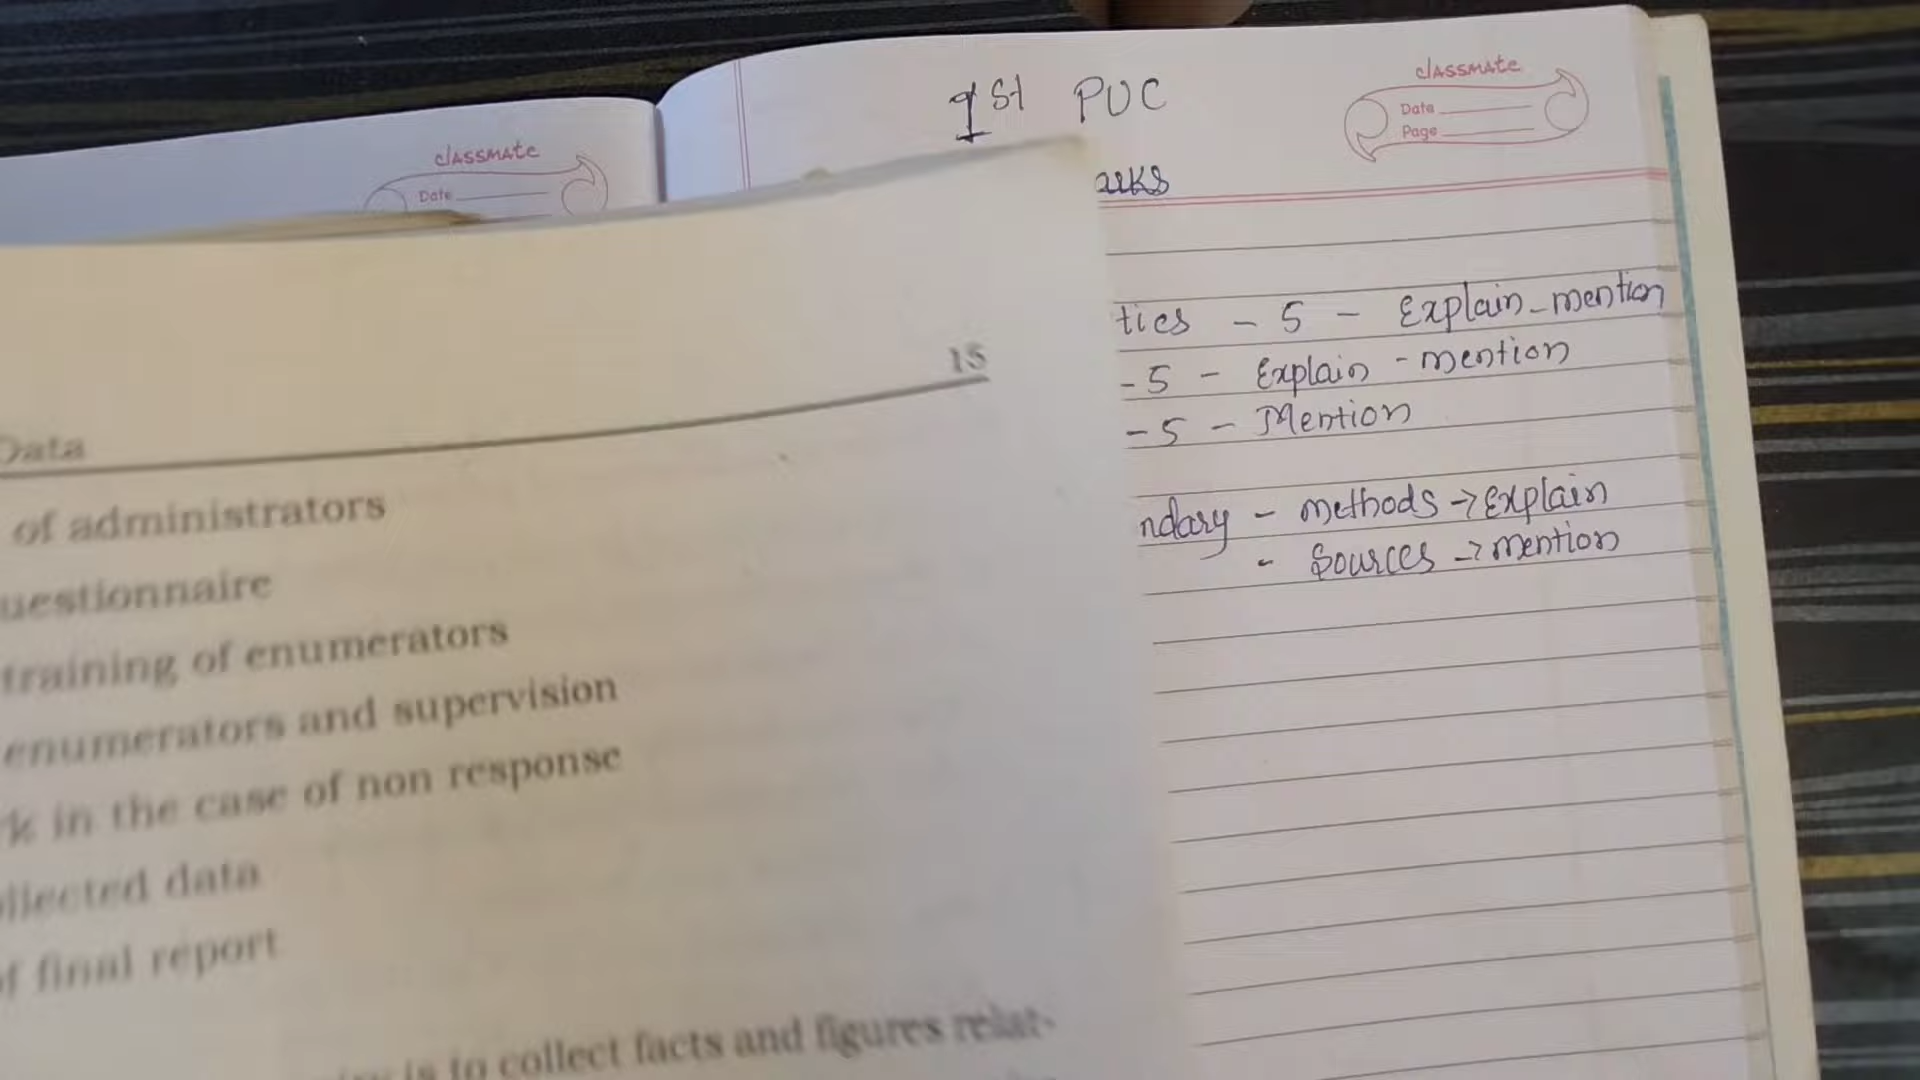 1st PUC
classmate
Date
Page
classmate
Date
arks
ties - 5 - Explain - mention
- 5 - Explain - mention
- 5 - Mention
ndary - methods → Explain
- Sources → mention
15
Data
of administrators
uestionnaire
training of enumerators
enumerators and supervision
k in the case of non response
llected data
f final report
is to collect facts and figures relat-